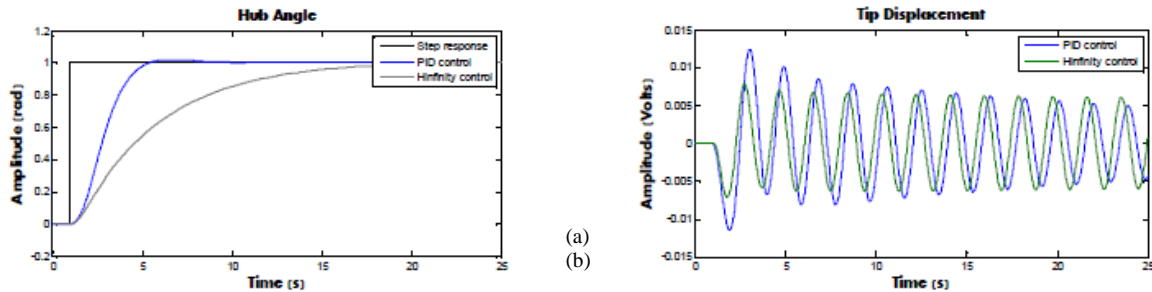 Hub Angle
1.2
1
0.8
0.6
0.4
0.2
0
-0.2
Amplitude (rad)
Step response
PID control
Hinfinity control
0
5
10
15
20
25
Time (s)
(a)
(b)
Tip Displacement
0.015
0.01
0.005
0
-0.005
-0.01
-0.015
Amplitude (Volts)
PID control
Hinfinity control
0
5
10
15
20
25
Time (s)